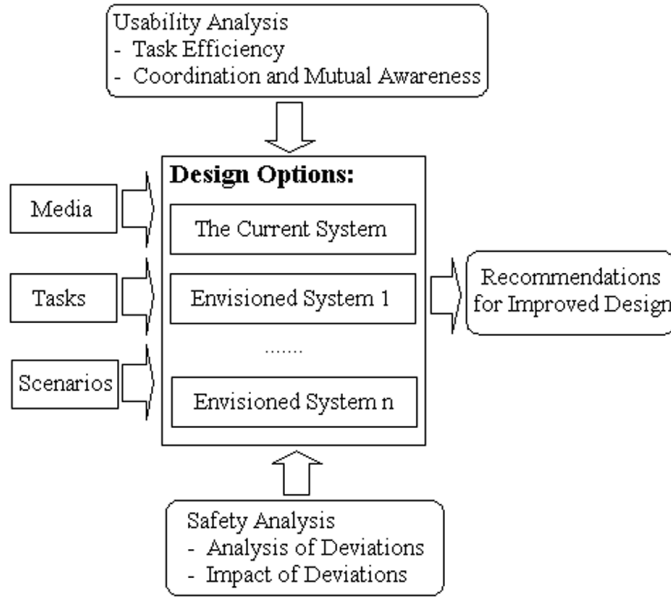 Usability Analysis
- Task Efficiency
- Coordination and Mutual Awareness
Design Options:
Media
The Current System
Tasks
Envisioned System 1
Recommendations
for Improved Design
.......
Scenarios
Envisioned System n
Safety Analysis
- Analysis of Deviations
- Impact of Deviations